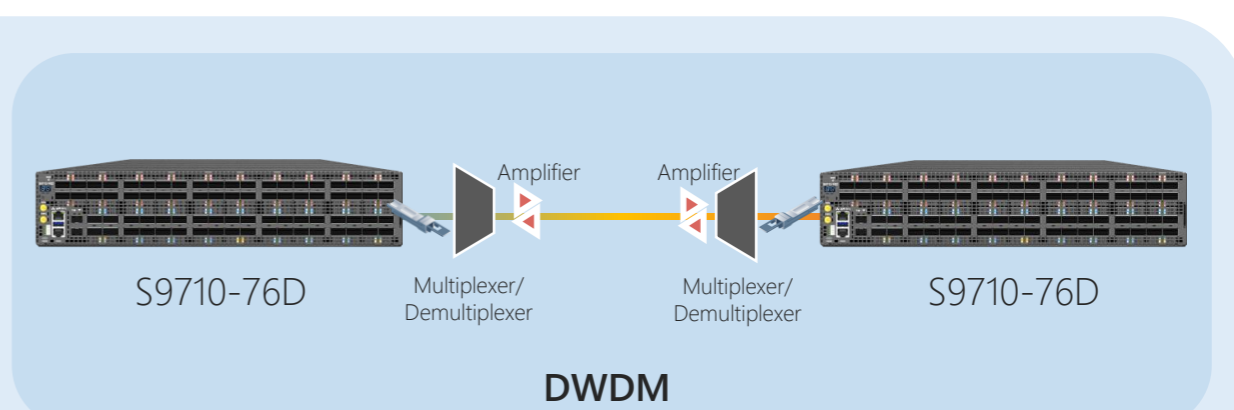 Amplifier
Amplifier
S9710-76D
Multiplexer/
Demultiplexer
Multiplexer/
Demultiplexer
S9710-76D
DWDM